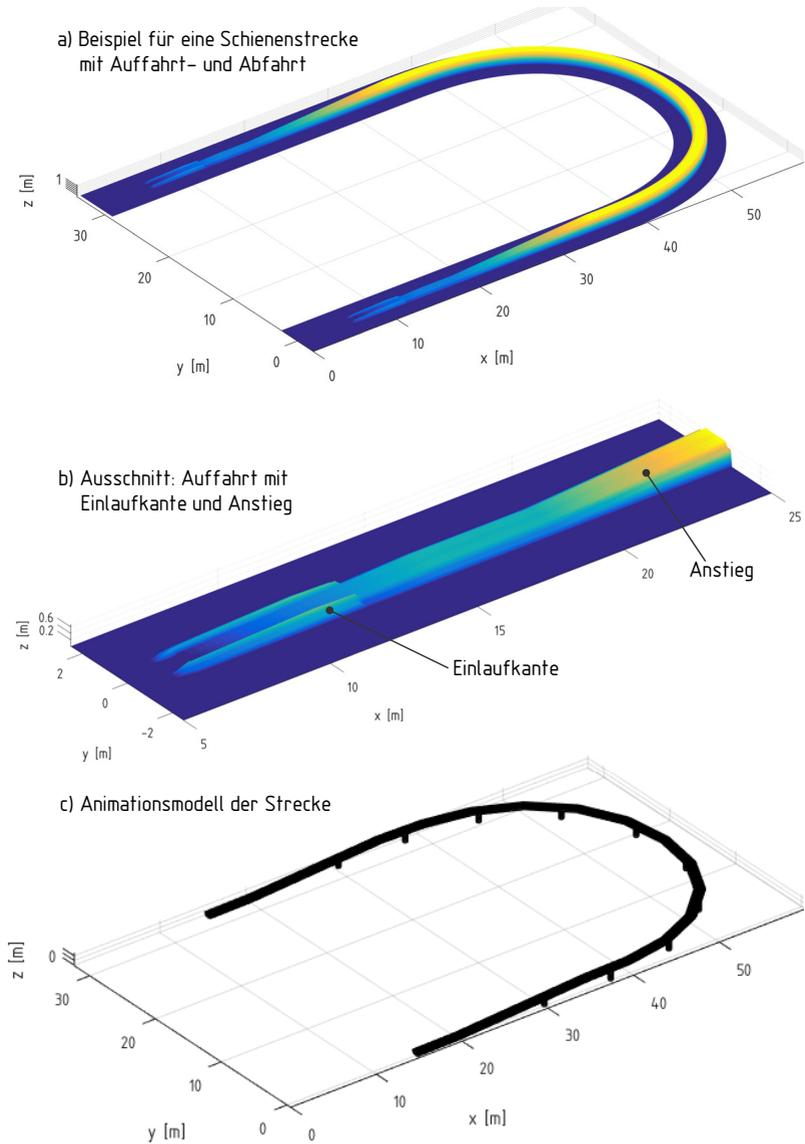 a) Beispiel für eine Schienenstrecke
mit Auffahrt- und Abfahrt
1
z [m]
30
20
10
0
y [m]
0
10
20
30
40
50
x [m]
b) Ausschnitt: Auffahrt mit
Einlaufkante und Anstieg
Anstieg
Einlaufkante
0.6
0.2
z [m]
2
0
-2
y [m]
5
10
15
20
25
x [m]
c) Animationsmodell der Strecke
0
z [m]
30
20
10
0
y [m]
0
10
20
30
40
50
x [m]